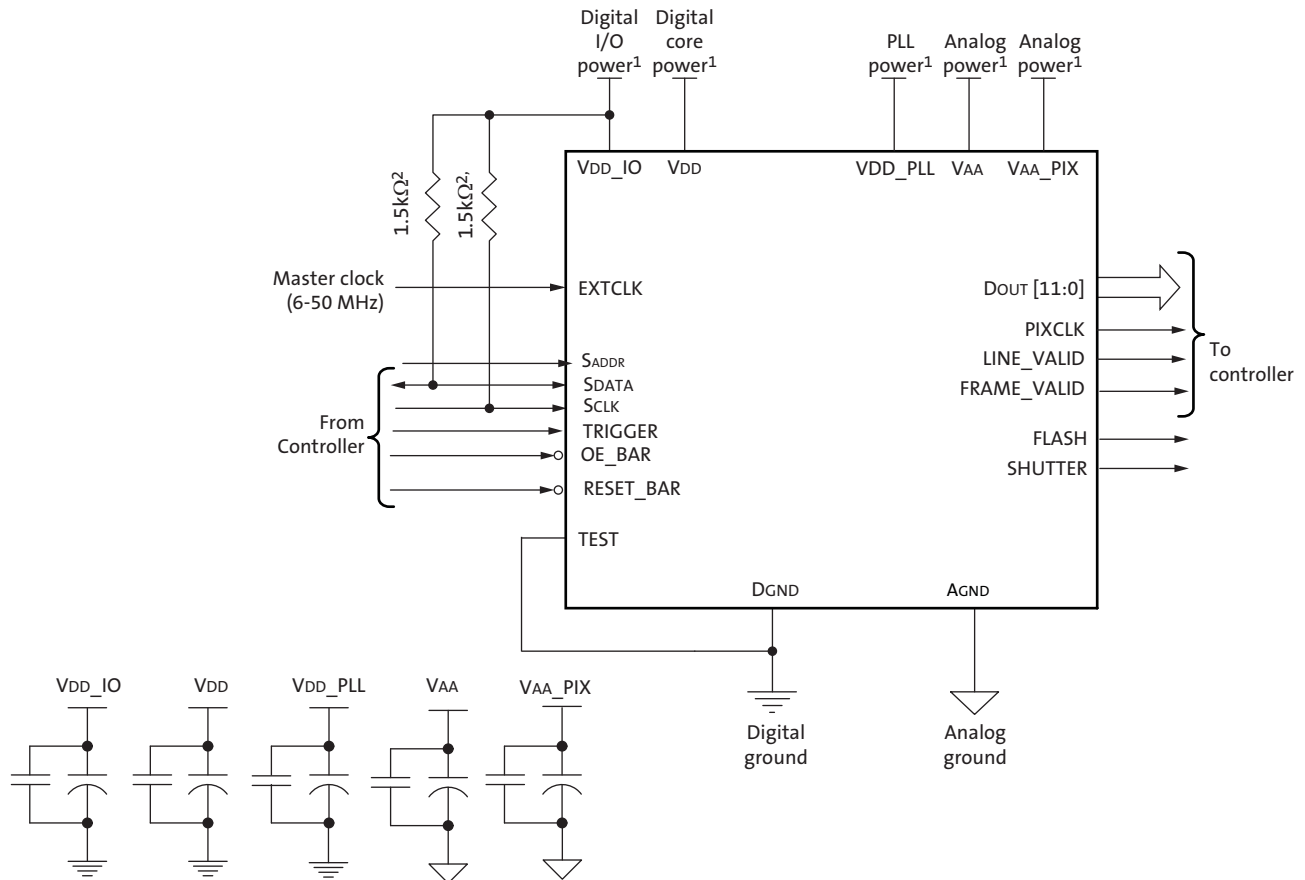 Digital I/O power¹
Digital core power¹
PLL power¹
Analog power¹
Analog power¹
VDD_IO
VDD
VDD_PLL
VAA
VAA_PIX
1.5kΩ²
1.5kΩ²,
Master clock
(6-50 MHz)
EXTCLK
SADDR
SDATA
SCLK
TRIGGER
OE_BAR
RESET_BAR
TEST
From
Controller
DOUT [11:0]
PIXCLK
LINE_VALID
FRAME_VALID
FLASH
SHUTTER
To
controller
DGND
AGND
Digital
ground
Analog
ground
VDD_IO
VDD
VDD_PLL
VAA
VAA_PIX